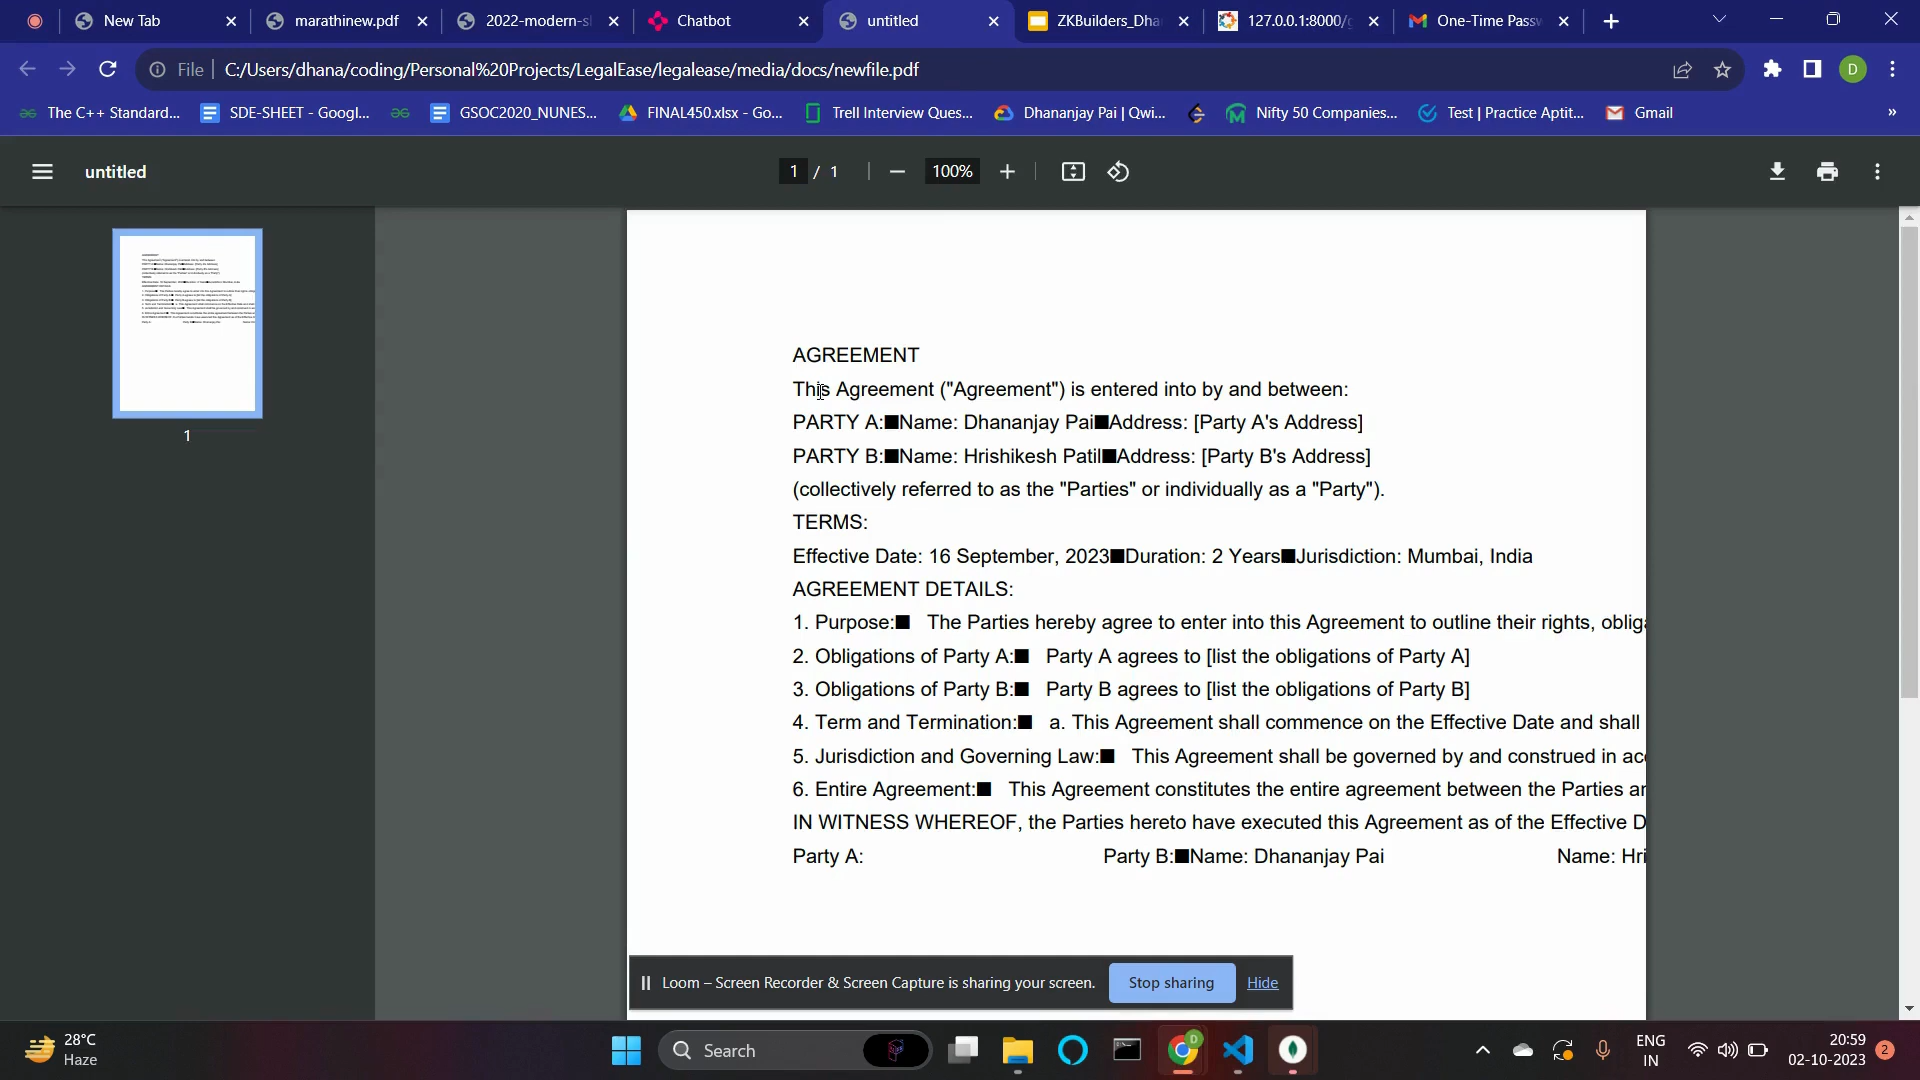 New Tab
marathinew.pdf
2022-modern-sl
Chatbot
untitled
ZKBuilders_Dha
127.0.0.1:8000/g
One-Time Passw
File
C:/Users/dhana/coding/Personal%20Projects/LegalEase/legalease/media/docs/newfile.pdf
D
The C++ Standard...
SDE-SHEET - Googl...
GSOC2020_NUNES...
FINAL450.xlsx - Go...
Trell Interview Ques...
Dhananjay Pai | Qwi...
Nifty 50 Companies...
Test | Practice Aptit...
Gmail
»
untitled
1 / 1
100%
1
AGREEMENT
This Agreement ("Agreement") is entered into by and between:
PARTY A:■Name: Dhananjay Pai■Address: [Party A's Address]
PARTY B:■Name: Hrishikesh Patil■Address: [Party B's Address]
(collectively referred to as the "Parties" or individually as a "Party").
TERMS:
Effective Date: 16 September, 2023■Duration: 2 Years■Jurisdiction: Mumbai, India
AGREEMENT DETAILS:
1. Purpose:■ The Parties hereby agree to enter into this Agreement to outline their rights, obliga
2. Obligations of Party A:■ Party A agrees to [list the obligations of Party A]
3. Obligations of Party B:■ Party B agrees to [list the obligations of Party B]
4. Term and Termination:■ a. This Agreement shall commence on the Effective Date and shall
5. Jurisdiction and Governing Law:■ This Agreement shall be governed by and construed in acc
6. Entire Agreement:■ This Agreement constitutes the entire agreement between the Parties an
IN WITNESS WHEREOF, the Parties hereto have executed this Agreement as of the Effective D
Party A: Party B:■Name: Dhananjay Pai Name: Hri
Loom – Screen Recorder & Screen Capture is sharing your screen.
Stop sharing
Hide
28°C
Haze
Search
D
ENG
IN
20:59
02-10-2023
2